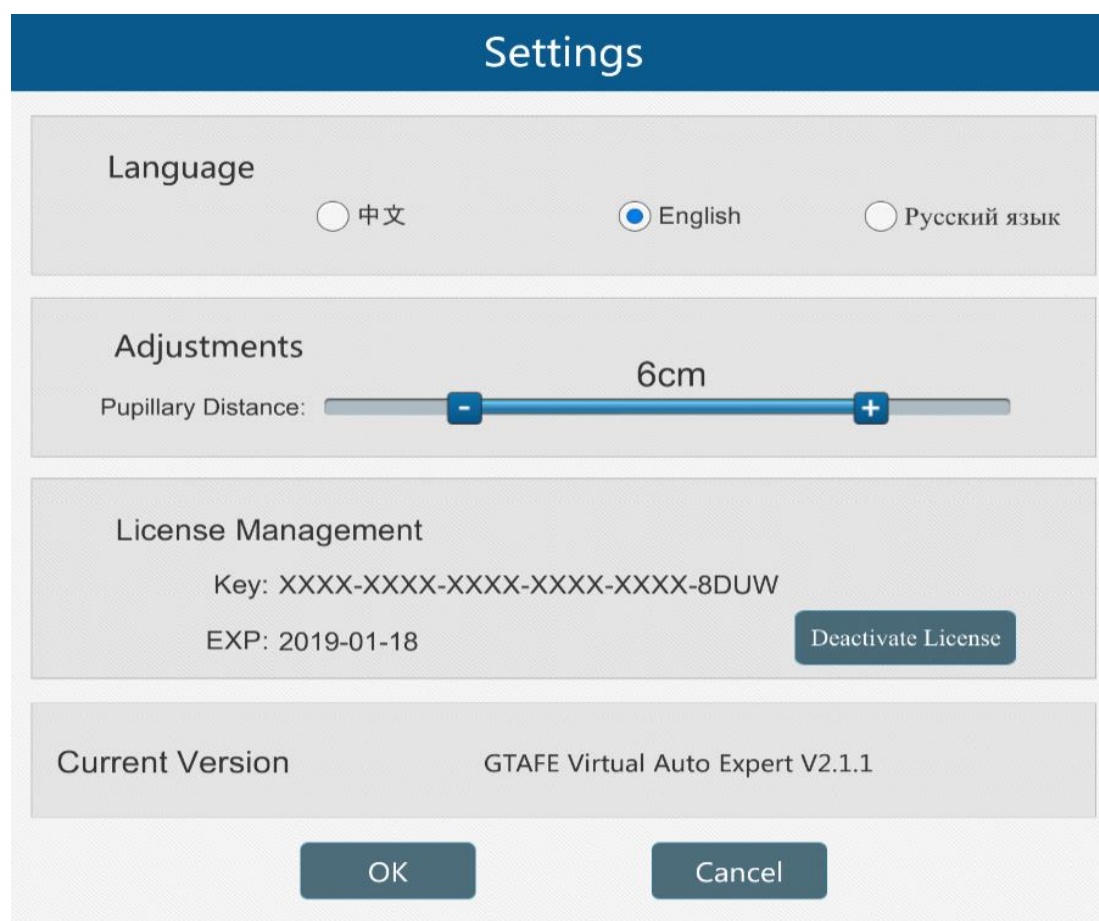 Settings
Language
中文 English Русский язык
Adjustments
6cm
Pupillary Distance: - +
License Management
Key: XXXX-XXXX-XXXX-XXXX-XXXX-8DUW
EXP: 2019-01-18
Deactivate License
Current Version GTAFE Virtual Auto Expert V2.1.1
OK Cancel